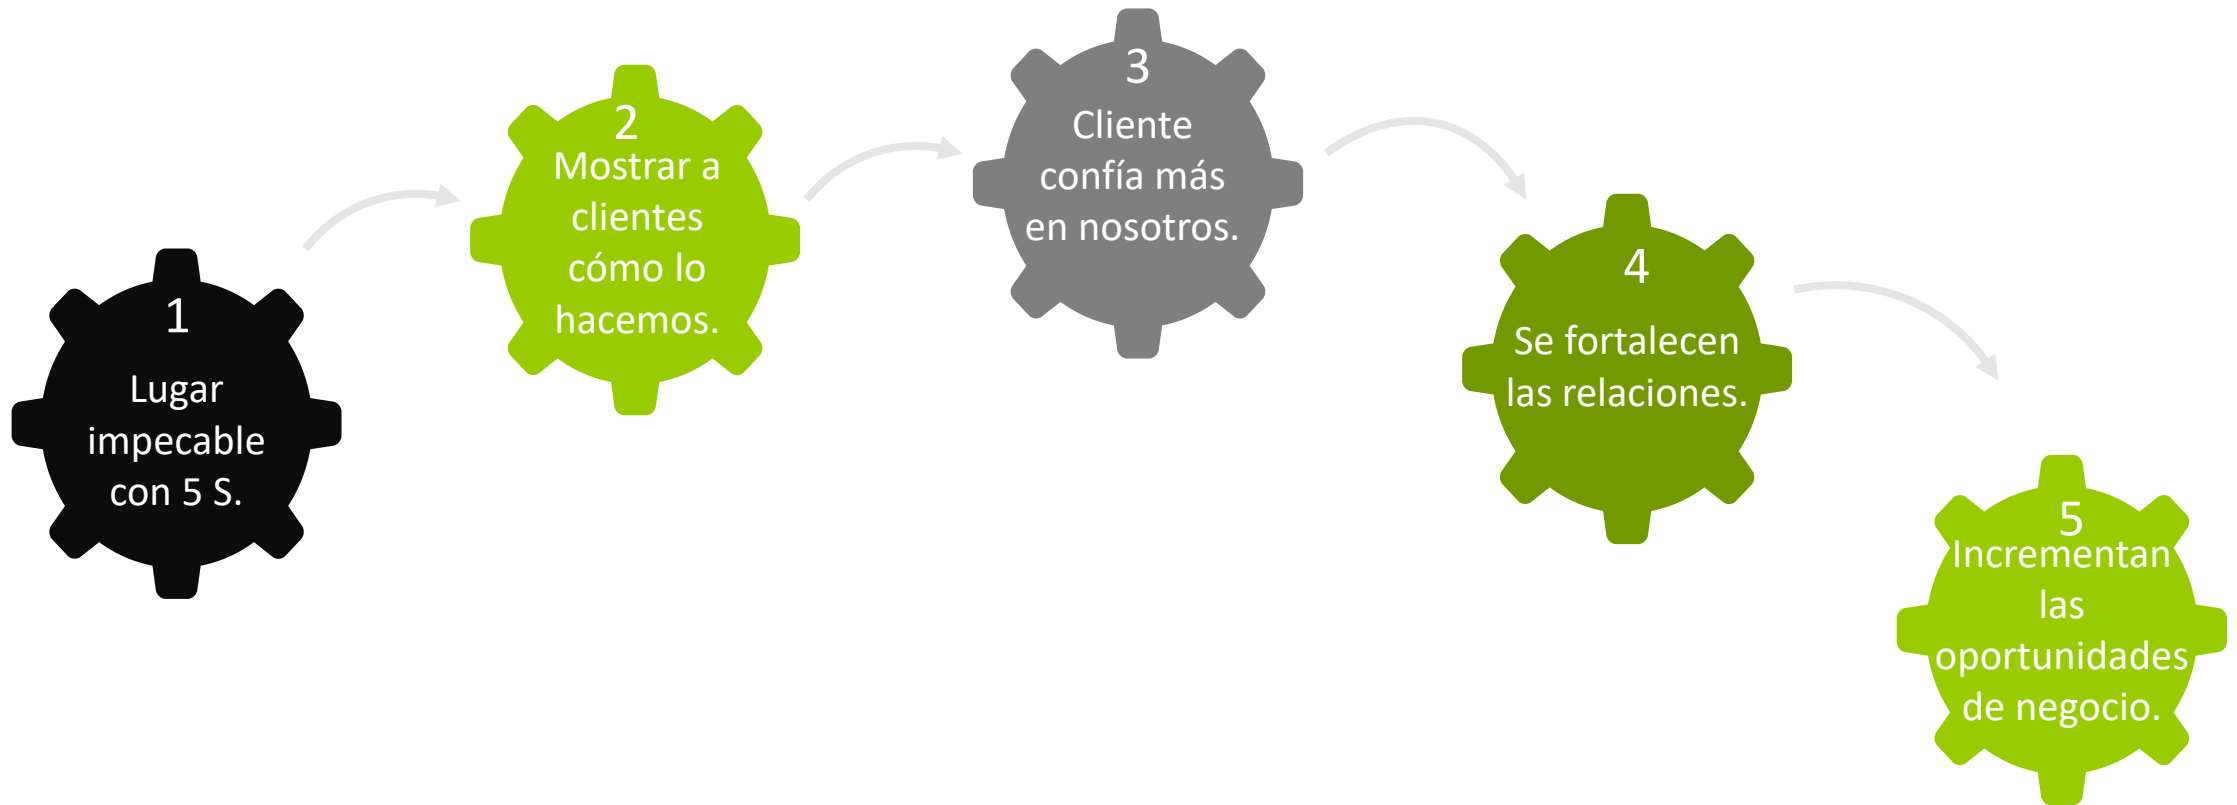 1
Lugar
impecable
con 5 S.
2
Mostrar a
clientes
cómo lo
hacemos.
3
Cliente
confía más
en nosotros.
4
Se fortalecen
las relaciones.
5
Incrementan
las
oportunidades
de negocio.